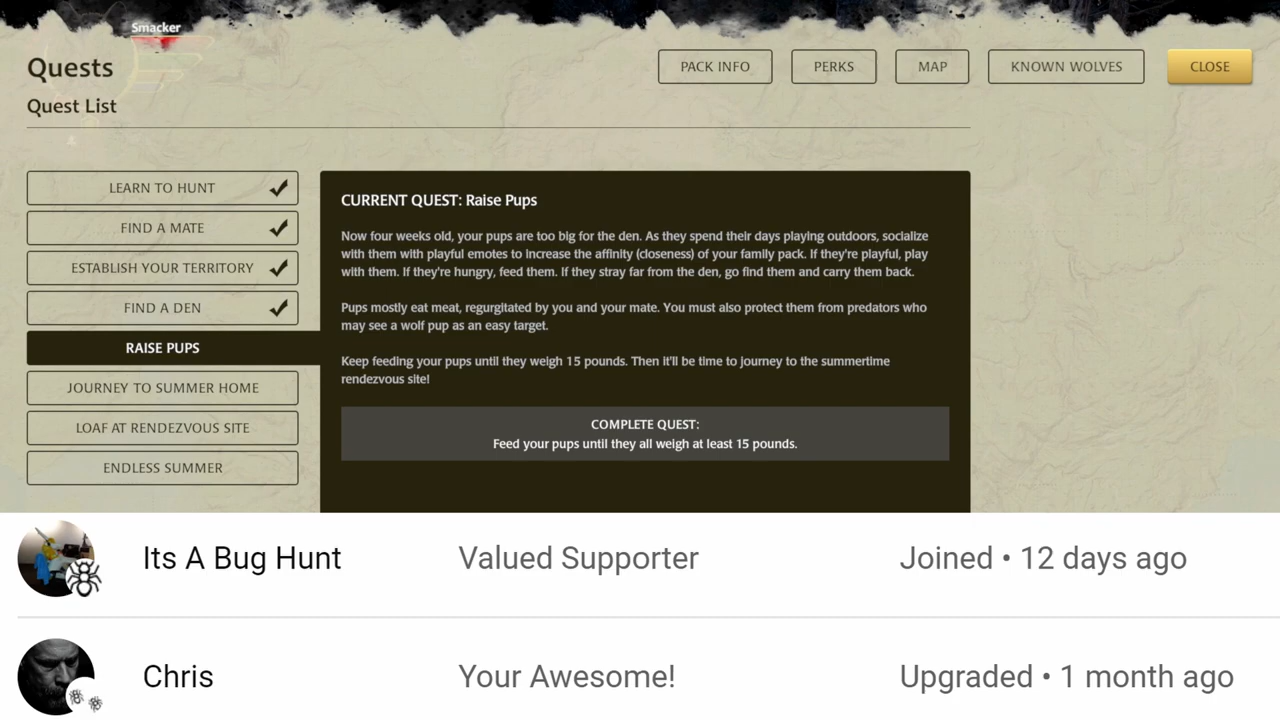 Smacker
Quests
PACK INFO
PERKS
MAP
KNOWN WOLVES
CLOSE
Quest List
LEARN TO HUNT
FIND A MATE
ESTABLISH YOUR TERRITORY
FIND A DEN
RAISE PUPS
JOURNEY TO SUMMER HOME
LOAF AT RENDEZVOUS SITE
ENDLESS SUMMER
CURRENT QUEST: Raise Pups
Now four weeks old, your pups are too big for the den. As they spend their days playing outdoors, socialize
with them with playful emotes to increase the affinity (closeness) of your family pack. If they're playful, play
with them. If they're hungry, feed them. If they stray far from the den, go find them and carry them back.
Pups mostly eat meat, regurgitated by you and your mate. You must also protect them from predators who
may see a wolf pup as an easy target.
Keep feeding your pups until they weigh 15 pounds. Then it'll be time to journey to the summertime
rendezvous site!
COMPLETE QUEST:
Feed your pups until they all weigh at least 15 pounds.
Its A Bug Hunt
Valued Supporter
Joined • 12 days ago
Chris
Your Awesome!
Upgraded • 1 month ago